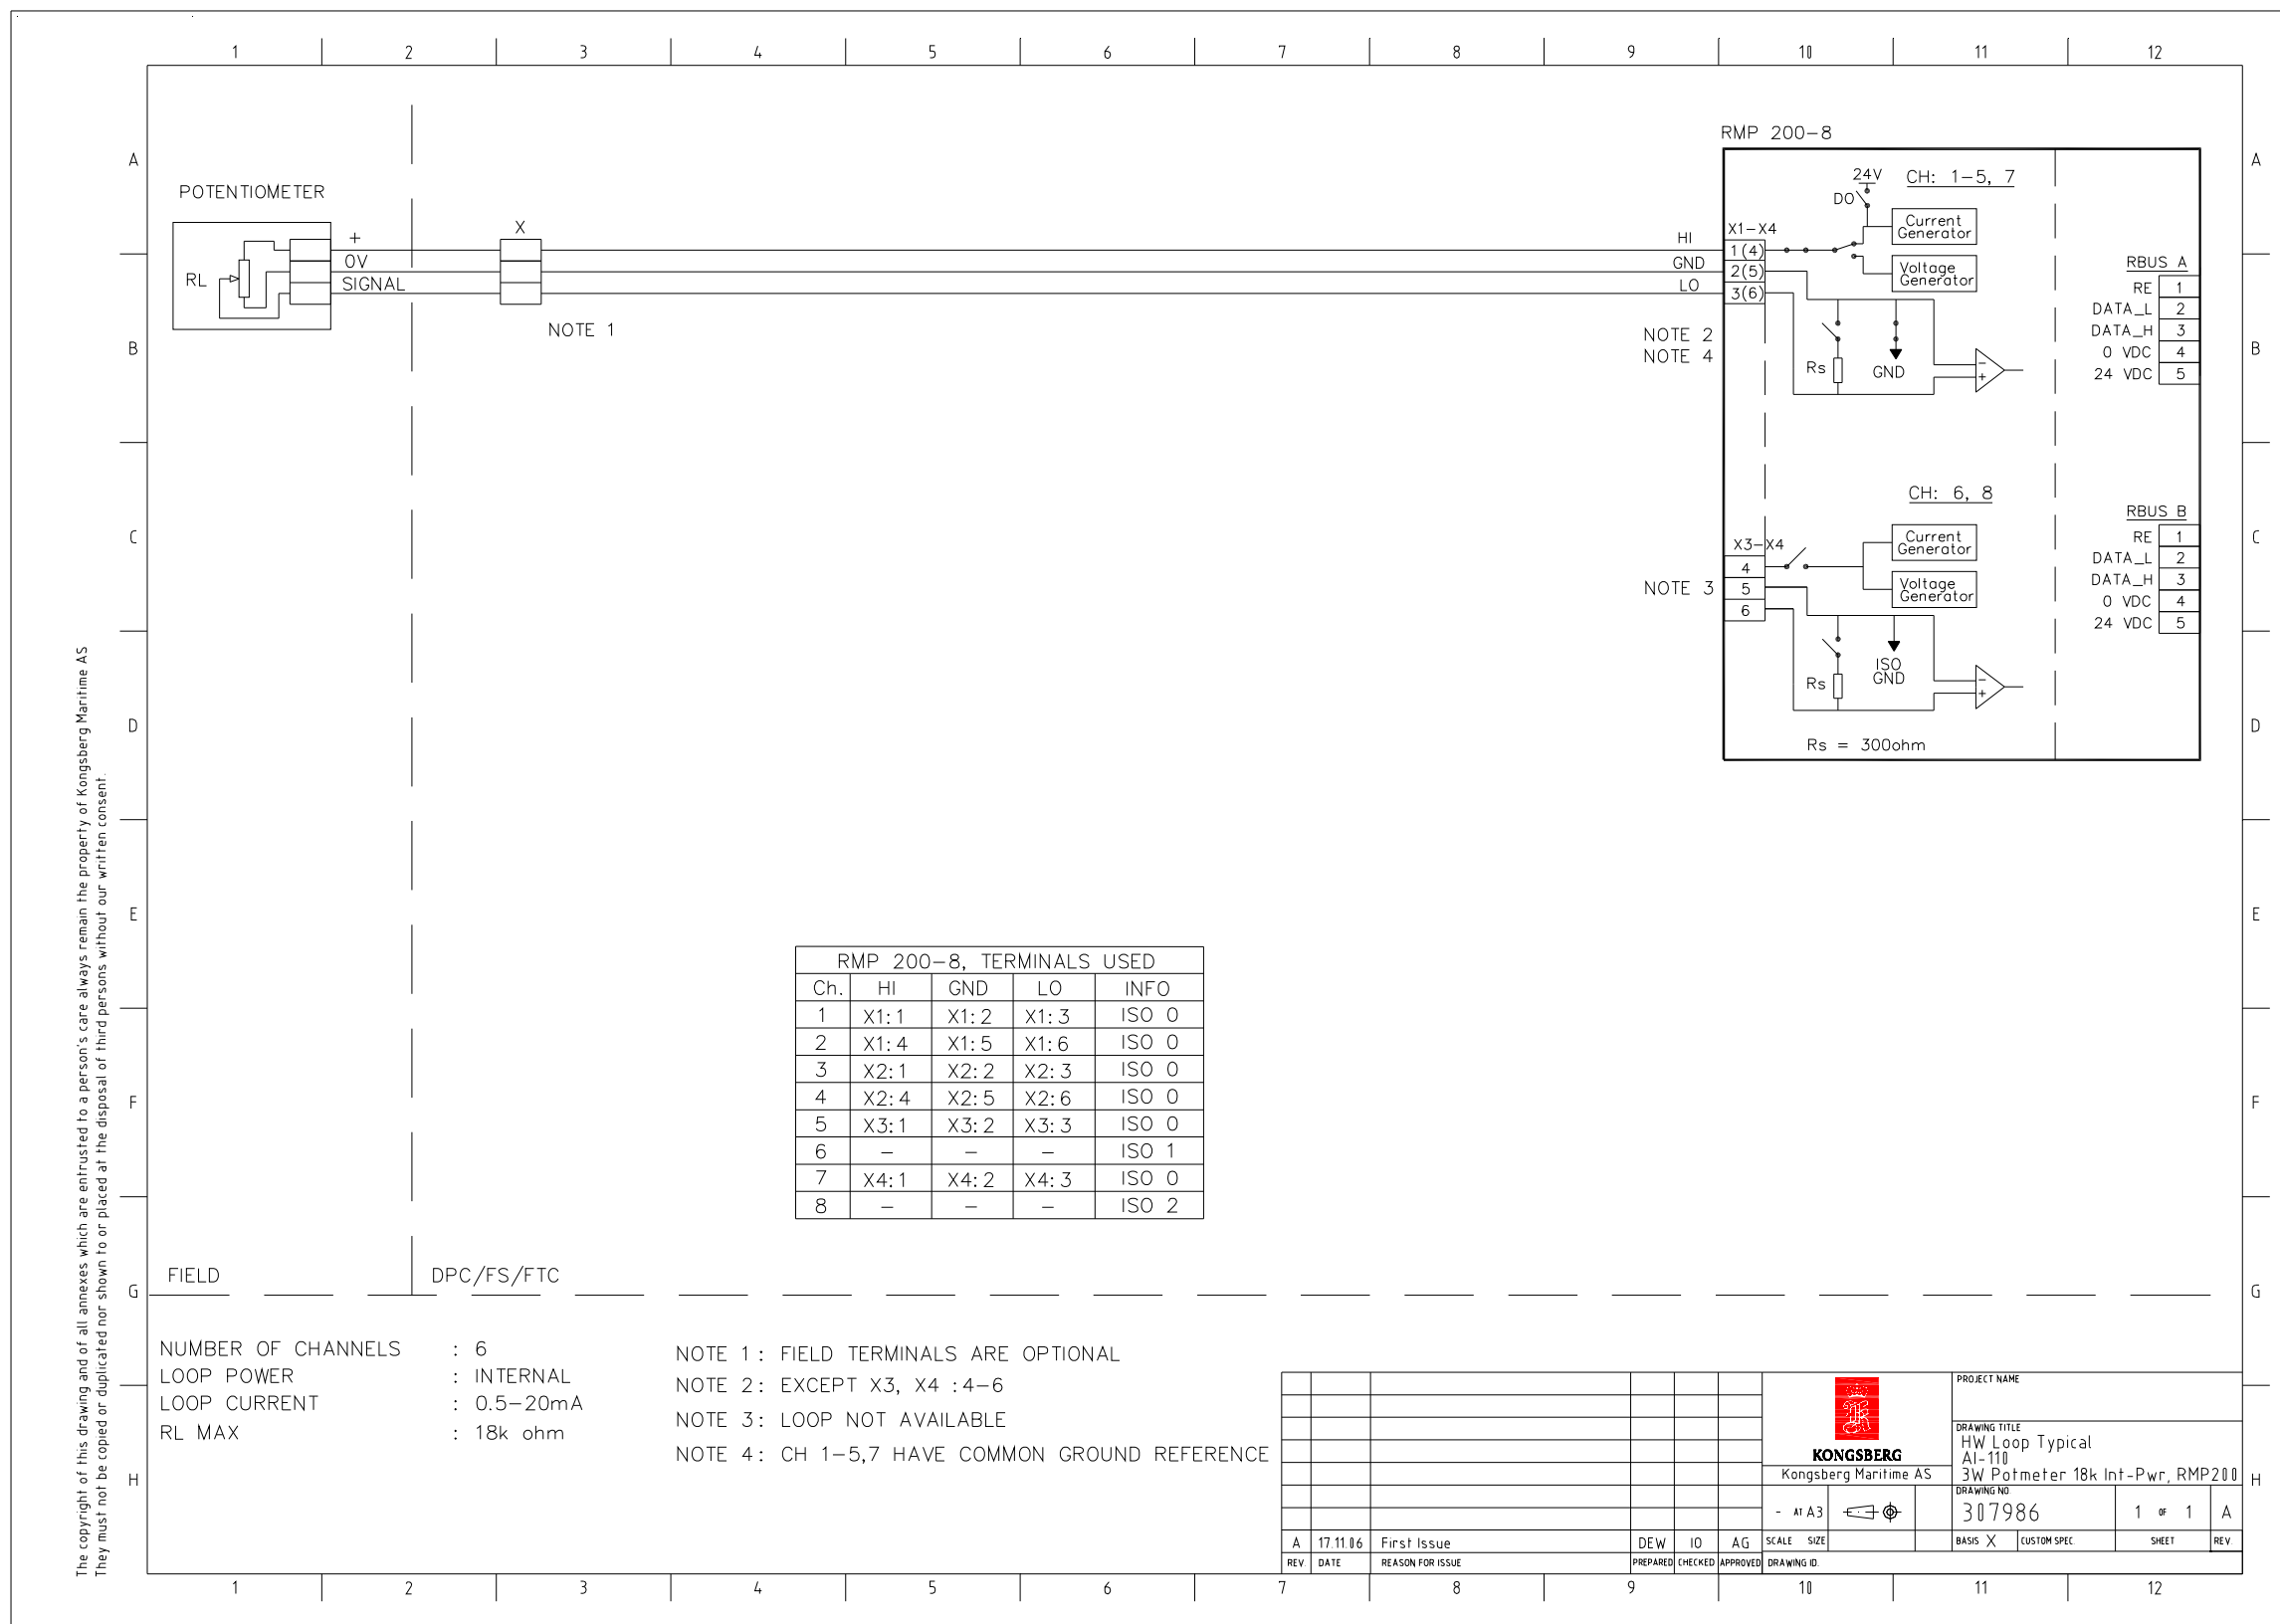 1 2 3 4 5 6 7 8 9 10 11 12
A
B
C
D
E
F
G
H
A
B
C
D
E
F
G
H
The copyright of this drawing and of all annexes which are entrusted to a person's care always remain the property of Kongsberg Maritime AS
They must not be copied or duplicated nor shown to or placed at the disposal of third persons without our written consent.
POTENTIOMETER
RL
+
0V
SIGNAL
X
NOTE 1
HI
GND
LO
NOTE 2
NOTE 4
NOTE 3
RMP 200-8
X1-X4
1(4)
2(5)
3(6)
24V
DO
CH: 1-5, 7
Current
Generator
Voltage
Generator
Rs
GND
-
+
RBUS A
RE 1
DATA_L 2
DATA_H 3
0 VDC 4
24 VDC 5
CH: 6, 8
X3-X4
4
5
6
Current
Generator
Voltage
Generator
Rs
ISO
GND
-
+
Rs = 300ohm
RBUS B
RE 1
DATA_L 2
DATA_H 3
0 VDC 4
24 VDC 5
RMP 200-8, TERMINALS USED
Ch. HI GND LO INFO
1 X1:1 X1:2 X1:3 ISO 0
2 X1:4 X1:5 X1:6 ISO 0
3 X2:1 X2:2 X2:3 ISO 0
4 X2:4 X2:5 X2:6 ISO 0
5 X3:1 X3:2 X3:3 ISO 0
6 - - - ISO 1
7 X4:1 X4:2 X4:3 ISO 0
8 - - - ISO 2
FIELD
DPC/FS/FTC
NUMBER OF CHANNELS : 6
LOOP POWER : INTERNAL
LOOP CURRENT : 0.5-20mA
RL MAX : 18k ohm
NOTE 1: FIELD TERMINALS ARE OPTIONAL
NOTE 2: EXCEPT X3, X4 :4-6
NOTE 3: LOOP NOT AVAILABLE
NOTE 4: CH 1-5,7 HAVE COMMON GROUND REFERENCE
A 17.11.06 First Issue DEW IO AG
REV. DATE REASON FOR ISSUE PREPARED CHECKED APPROVED
KONGSBERG
Kongsberg Maritime AS
- AT A3
SCALE SIZE
DRAWING ID.
PROJECT NAME
DRAWING TITLE
HW Loop Typical
AI-110
3W Potmeter 18k Int-Pwr, RMP200
DRAWING NO.
307986 1 OF 1 A
BASIS X CUSTOM SPEC. SHEET REV.
1 2 3 4 5 6 7 8 9 10 11 12